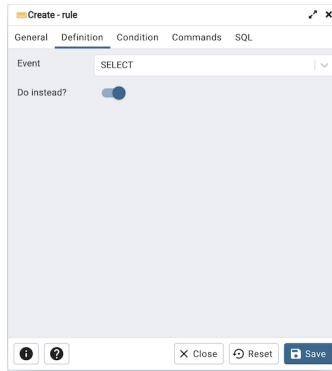 Create - rule
General Definition Condition Commands SQL
Event SELECT
Do instead?
Close Reset Save